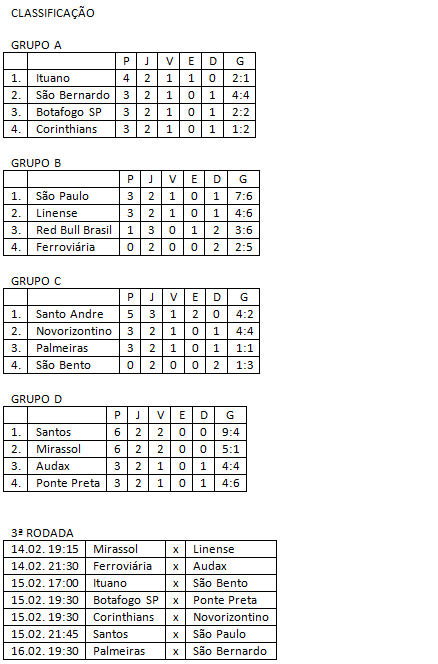 CLASSIFICAÇÃO
GRUPO A
P J V E D G
1. Ituano 4 2 1 1 0 2:1
2. São Bernardo 3 2 1 0 1 4:4
3. Botafogo SP 3 2 1 0 1 2:2
4. Corinthians 3 2 1 0 1 1:2
GRUPO B
P J V E D G
1. São Paulo 3 2 1 0 1 7:6
2. Linense 3 2 1 0 1 4:6
3. Red Bull Brasil 1 3 0 1 2 3:6
4. Ferroviária 0 2 0 0 2 2:5
GRUPO C
P J V E D G
1. Santo Andre 5 3 1 2 0 4:2
2. Novorizontino 3 2 1 0 1 4:4
3. Palmeiras 3 2 1 0 1 1:1
4. São Bento 0 2 0 0 2 1:3
GRUPO D
P J V E D G
1. Santos 6 2 2 0 0 9:4
2. Mirassol 6 2 2 0 0 5:1
3. Audax 3 2 1 0 1 4:4
4. Ponte Preta 3 2 1 0 1 4:6
3ª RODADA
14.02. 19:15 Mirassol x Linense
14.02. 21:30 Ferroviária x Audax
15.02. 17:00 Ituano x São Bento
15.02. 19:30 Botafogo SP x Ponte Preta
15.02. 19:30 Corinthians x Novorizontino
15.02. 21:45 Santos x São Paulo
16.02. 19:30 Palmeiras x São Bernardo